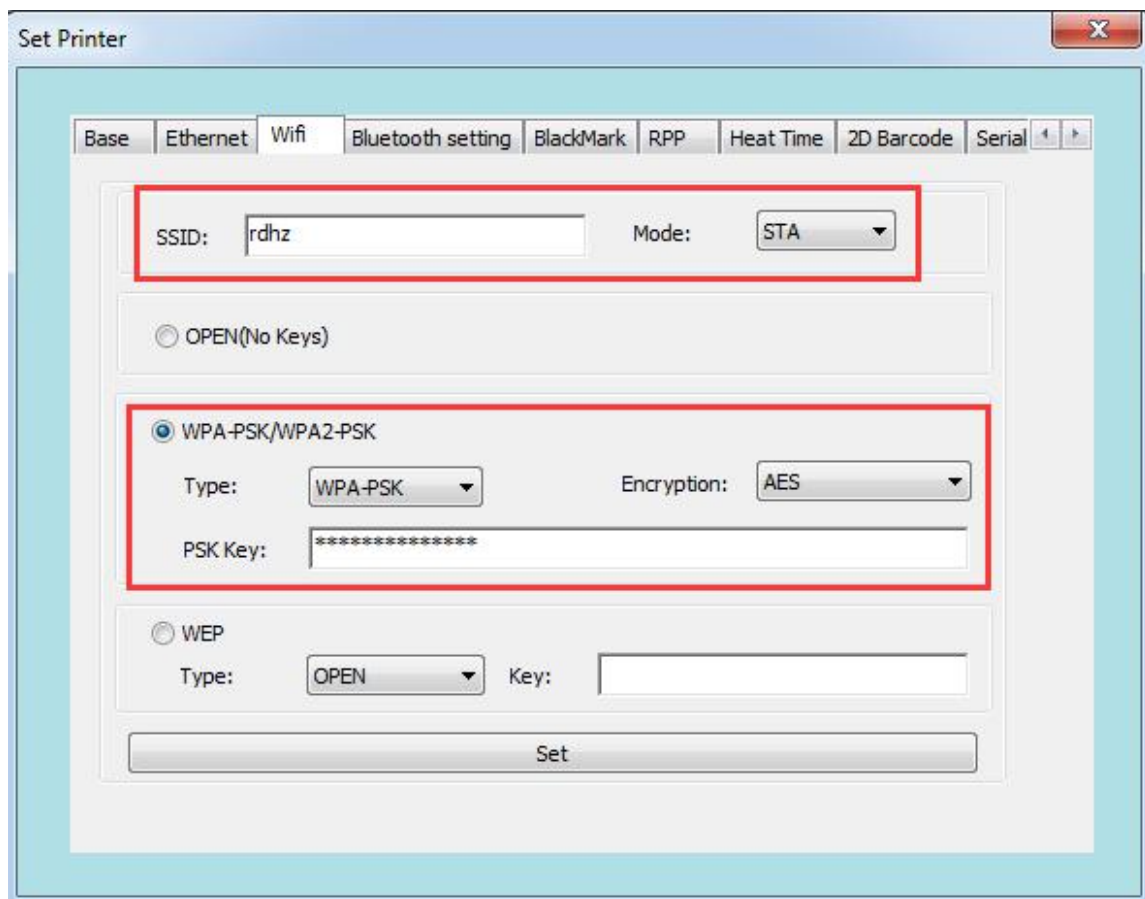 Set Printer
X
Base Ethernet Wifi Bluetooth setting BlackMark RPP Heat Time 2D Barcode Serial
SSID: rdhz Mode: STA
OPEN(No Keys)
WPA-PSK/WPA2-PSK
Type: WPA-PSK Encryption: AES
PSK Key: **************
WEP
Type: OPEN Key:
Set